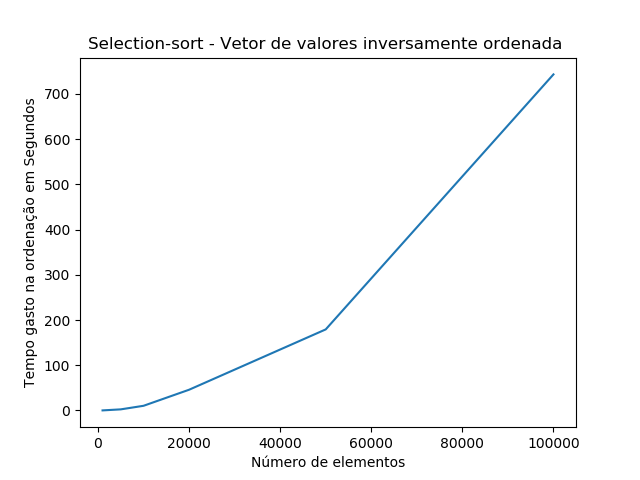 Selection-sort - Vetor de valores inversamente ordenada
Tempo gasto na ordenação em Segundos
700
600
500
400
300
200
100
0
0 20000 40000 60000 80000 100000
Número de elementos